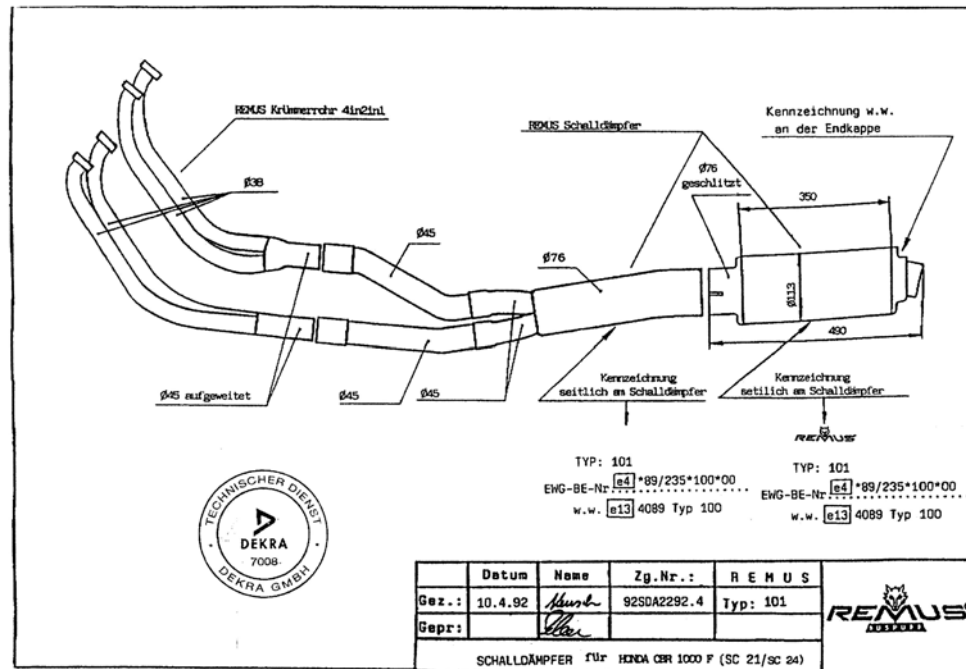 REMUS Krümmerrohr 4in2in1
REMUS Schalldämpfer
Kennzeichnung w.w.
an der Endkappe
Ø76
geschlitzt
350
Ø38
Ø45
Ø76
Ø113
490
Ø45 aufgeweitet
Ø45
Ø45
Kennzeichnung
seitlich am Schalldämpfer
Kennzeichnung
setilich am Schalldämpfer
REMUS
TYP: 101
EWG-BE-Nr e4 *89/235*100*00
w.w. e13 4089 Typ 100
TYP: 101
EWG-BE-Nr e4 *89/235*100*00
w.w. e13 4089 Typ 100
TECHNISCHER DIENST
DEKRA
7008
DEKRA GMBH
Datum Name Zg.Nr.: R E M U S
Gez.: 10.4.92 92SDA2292.4 Typ: 101
Gepr:
REMUS
AUSPUFF
SCHALLDÄMPFER für HONDA CBR 1000 F (SC 21/SC 24)